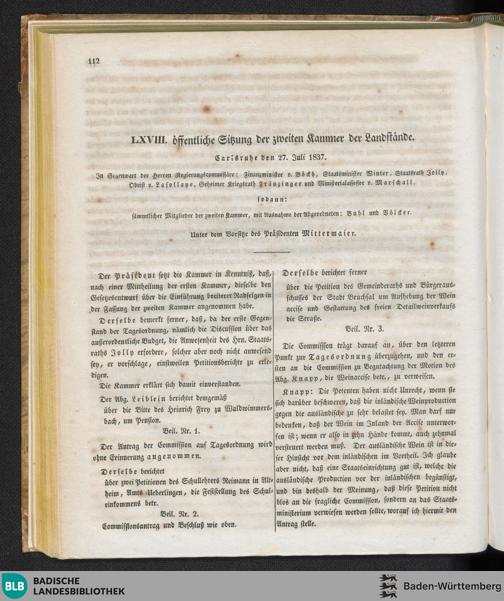 112
LXVIII. öffentliche Sitzung der zweiten Kammer der Landstände.
Carlsruhe den 27. Juli 1837.
In Gegenwart der Herren Regierungscommissäre: Finanzminister v. Böckh, Staatsminister Winter, Staatsrath Jolly,
Obrist v. Lasollaye, Geheimer Kriegsrath Fränzinger und Ministerialassessor v. Marschall,
sodann:
sämmtlicher Mitglieder der zweiten Kammer, mit Ausnahme der Abgeordneten: Buhl und Völcker.
Unter dem Vorsitze des Präsidenten Mittermaier.
Der Präsident setzt die Kammer in Kenntniß, daß,
nach einer Mittheilung der ersten Kammer, dieselbe den
Gesetzesentwurf über die Einführung breiterer Radfelgen in
der Fassung der zweiten Kammer angenommen habe.
Derselbe bemerkt ferner, daß, da der erste Gegen-
stand der Tagesordnung, nämlich die Discussion über das
außerordentliche Budget, die Anwesenheit des Hrn. Staats-
raths Jolly erfordere, solcher aber noch nicht anwesend
sey, er vorschlage, einstweilen Petitionsberichte zu erle-
digen.
Die Kammer erklärt sich damit einverstanden.
Der Abg. Leiblein berichtet demgemäß
über die Bitte des Heinrich Frey zu Waldwimmers-
bach, um Pension.
Beil. Nr. 1.
Der Antrag der Commission auf Tagesordnung wird
ohne Erinnerung angenommen.
Derselbe berichtet
über zwei Petitionen des Schullehrers Reimann in Alt-
heim, Amts Ueberlingen, die Feststellung des Schul-
einkommens betr.
Beil. Nr. 2.
Commissionsantrag und Beschluß wie oben.
Derselbe berichtet ferner
über die Petition des Gemeinderaths und Bürgeraus-
schusses der Stadt Bruchsal um Aufhebung der Wein
accise und Gestattung des freien Detailweinverkaufs
die Straße.
Beil. Nr. 3.
Die Commission trägt darauf an, über den letzteren
Punkt zur Tagesordnung überzugehen, und den er-
sten an die Commission zu Begutachtung der Motion des
Abg. Knapp, die Weinaccise betr., zu verweisen.
Knapp: Die Petenten haben nicht Unrecht, wenn sie
sich darüber beschweren, daß die inländische Weinproduction
gegen die ausländische zu sehr belastet sey. Man darf nur
bedenken, daß der Wein im Inland der Accise unterwor-
fen ist; wenn er also in zehn Hände kommt, auch zehnmal
versteuert werden muß. Der ausländische Wein ist in die-
ser Hinsicht vor dem inländischen im Vortheil. Ich glaube
aber nicht, daß eine Staatseinrichtung gut ist, welche die
ausländische Production vor der inländischen begünstigt,
und bin deshalb der Meinung, daß diese Petition nicht
blos an die fragliche Commission, sondern an das Staats-
ministerium verwiesen werden sollte, worauf ich hiermit den
Antrag stelle.
BLB
BADISCHE
LANDESBIBLIOTHEK
Baden-Württemberg